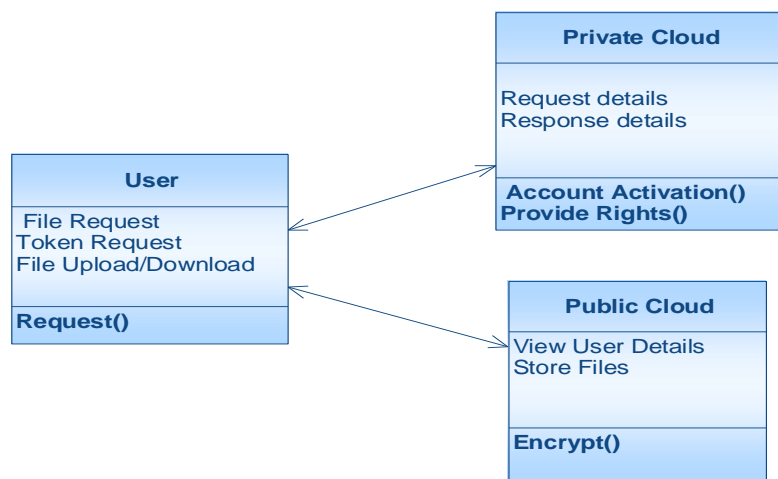 User
File Request
Token Request
File Upload/Download
Request()
Private Cloud
Request details
Response details
Account Activation()
Provide Rights()
Public Cloud
View User Details
Store Files
Encrypt()